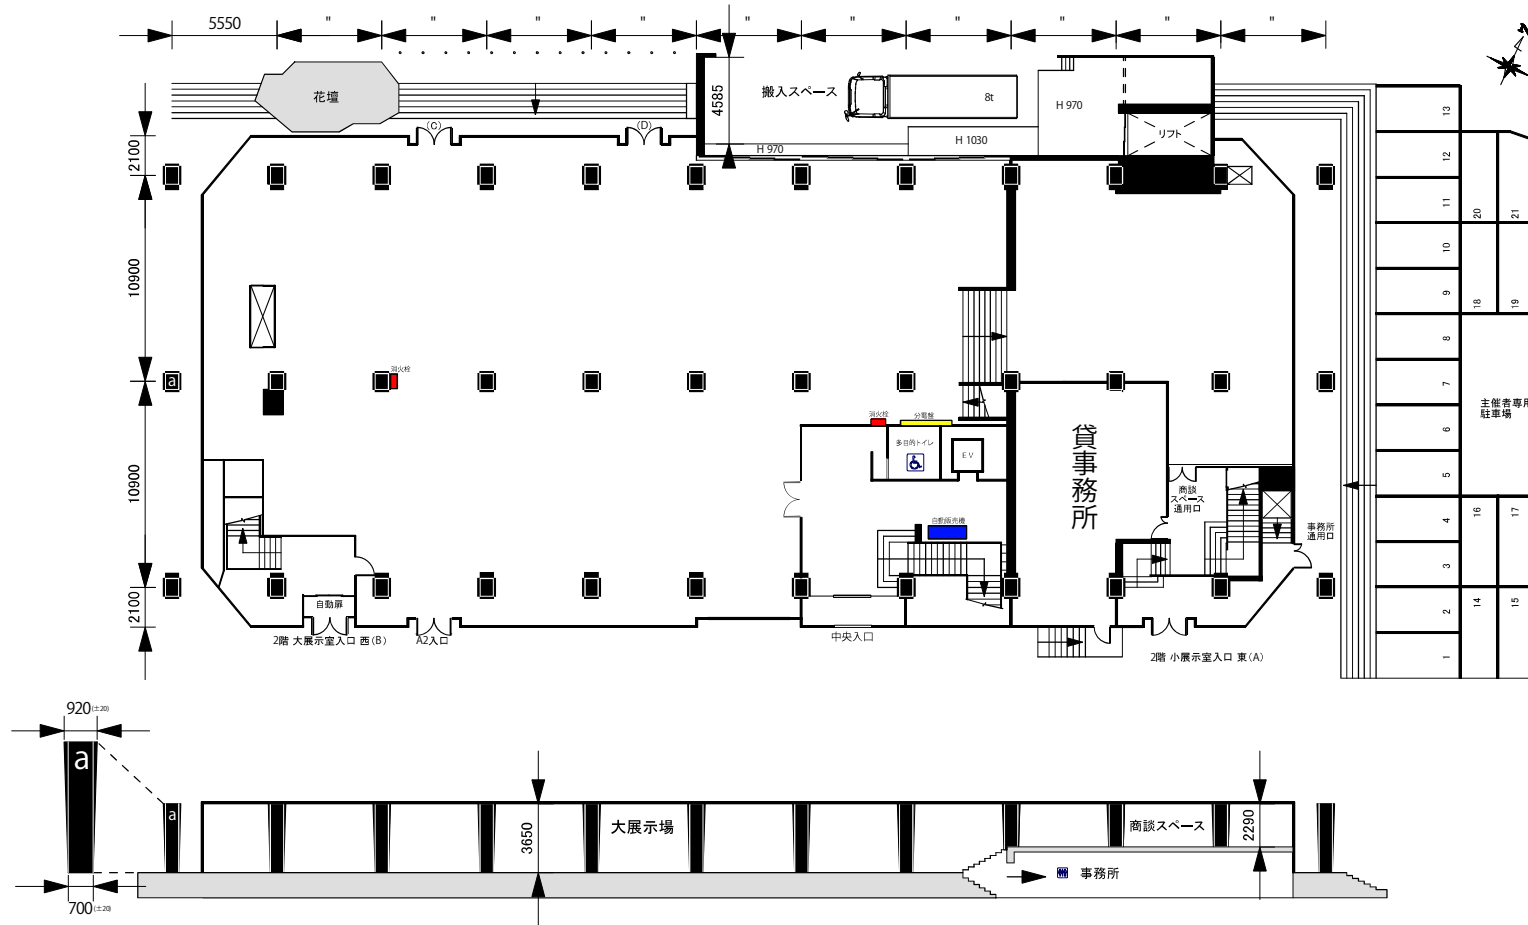 5550
"
"
"
"
"
"
"
"
"
"
花壇
(C)
(D)
4585
搬入スペース
8t
H 970
H 1030
H 970
リフト
2100
10900
10900
2100
a
消火栓
消火栓
分電盤
多目的トイレ
EV
自動販売機
貸事務所
商談
スペース
通用口
事務所
通用口
自動扉
2階 大展示室入口 西(B)
A2入口
中央入口
2階 小展示室入口 東(A)
13
12
11
10
9
8
7
6
5
4
3
2
1
20
21
18
19
主催者専用
駐車場
16
17
14
15
920(±20)
a
a
700(±20)
3650
大展示場
商談スペース
2290
事務所